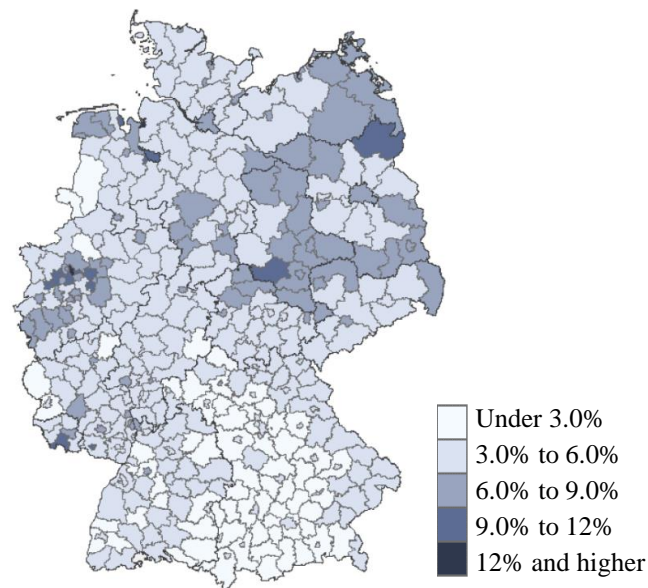 Under 3.0%
3.0% to 6.0%
6.0% to 9.0%
9.0% to 12%
12% and higher